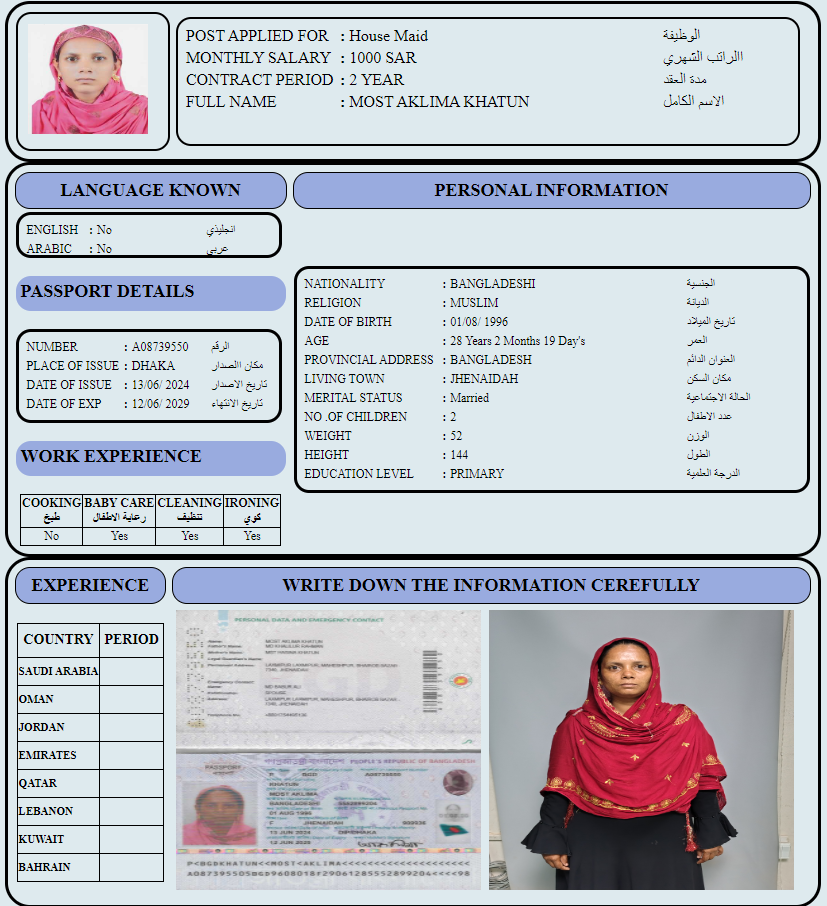 POST APPLIED FOR : House Maid الوظيفة
MONTHLY SALARY : 1000 SAR االراتب الشهري
CONTRACT PERIOD : 2 YEAR مدة العقد
FULL NAME : MOST AKLIMA KHATUN الاسم الكامل
LANGUAGE KNOWN
ENGLISH : No انجليذي
ARABIC : No عربي
PASSPORT DETAILS
NUMBER : A08739550 الرقم
PLACE OF ISSUE : DHAKA مكان االصدار
DATE OF ISSUE : 13/06/ 2024 تاريخ الاصدار
DATE OF EXP : 12/06/ 2029 تاريخ الانتهاء
WORK EXPERIENCE
COOKING BABY CARE CLEANING IRONING
طبخ رعاية الاطفال تنظيف كوي
No Yes Yes Yes
PERSONAL INFORMATION
NATIONALITY : BANGLADESHI الجنسية
RELIGION : MUSLIM الديانة
DATE OF BIRTH : 01/08/ 1996 تاريخ الميلاد
AGE : 28 Years 2 Months 19 Day's العمر
PROVINCIAL ADDRESS : BANGLADESH العنوان الدائم
LIVING TOWN : JHENAIDAH مكان السكن
MERITAL STATUS : Married الحالة الاجتماعية
NO .OF CHILDREN : 2 عدد الاطفال
WEIGHT : 52 الوزن
HEIGHT : 144 الطول
EDUCATION LEVEL : PRIMARY الدرجة العلمية
EXPERIENCE
COUNTRY PERIOD
SAUDI ARABIA
OMAN
JORDAN
EMIRATES
QATAR
LEBANON
KUWAIT
BAHRAIN
WRITE DOWN THE INFORMATION CEREFULLY
PERSONAL DATA AND EMERGENCY CONTACT
MOST AKLIMA KHATUN
PASSPORT PEOPLE'S REPUBLIC OF BANGLADESH
P BGD A08739550
KHATUN
MOST AKLIMA
BANGLADESHI
01 AUG 1996
F JHENAIDAH
13 JUN 2024 DIP/DHAKA
12 JUN 2029
P<BGDKHATUN<<MOST<AKLIMA<<<<<<<<<<<<<<<<<<<<